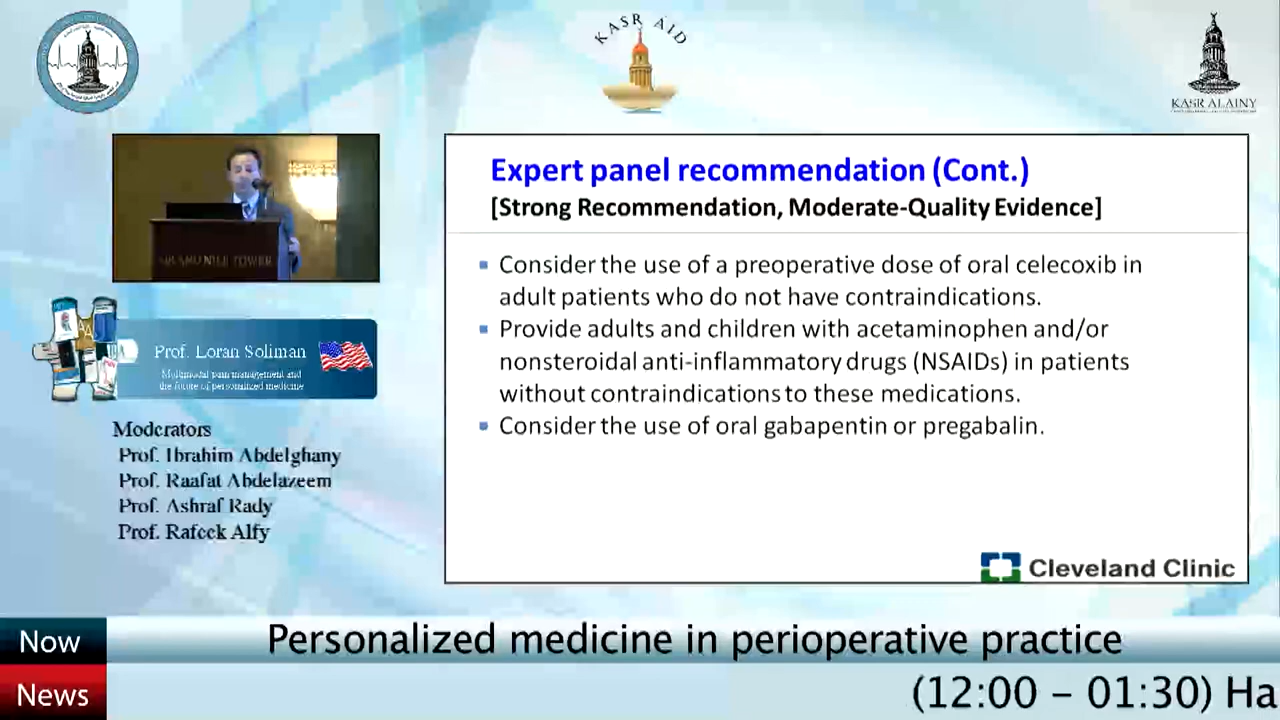 KASR AID
KASR ALAINY
Expert panel recommendation (Cont.)
[Strong Recommendation, Moderate-Quality Evidence]
▪ Consider the use of a preoperative dose of oral celecoxib in
adult patients who do not have contraindications.
▪ Provide adults and children with acetaminophen and/or
nonsteroidal anti-inflammatory drugs (NSAIDs) in patients
without contraindications to these medications.
▪ Consider the use of oral gabapentin or pregabalin.
Cleveland Clinic
NILE TOWER
Prof. Loran Soliman
Multimodal pain management and
the future of personalized medicine
Moderators
Prof. Ibrahim Abdelghany
Prof. Raafat Abdelazeem
Prof. Ashraf Rady
Prof. Rafeek Alfy
Now
Personalized medicine in perioperative practice
News
(12:00 – 01:30) Ha